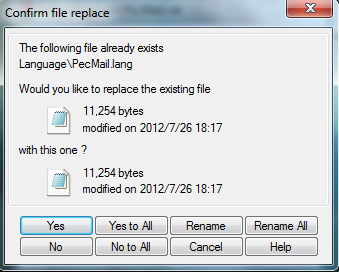 Confirm file replace
The following file already exists
Language\PecMail.lang
Would you like to replace the existing file
11,254 bytes
modified on 2012/7/26 18:17
with this one ?
11,254 bytes
modified on 2012/7/26 18:17
Yes Yes to All Rename Rename All
No No to All Cancel Help